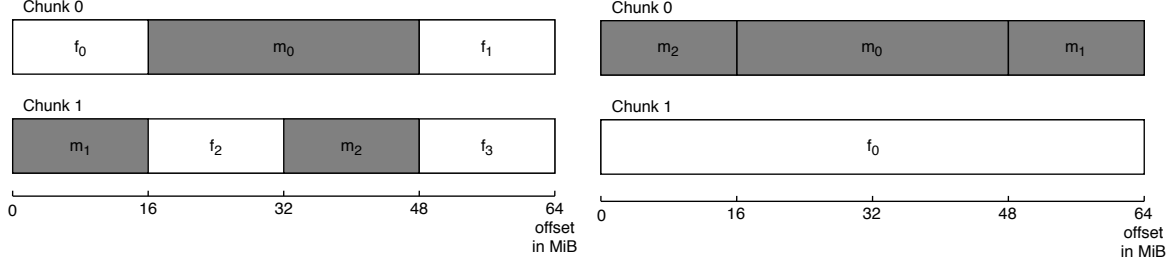 Chunk 0
f0 m0 f1
Chunk 1
m1 f2 m2 f3
0 16 32 48 64
offset
in MiB
Chunk 0
m2 m0 m1
Chunk 1
f0
0 16 32 48 64
offset
in MiB